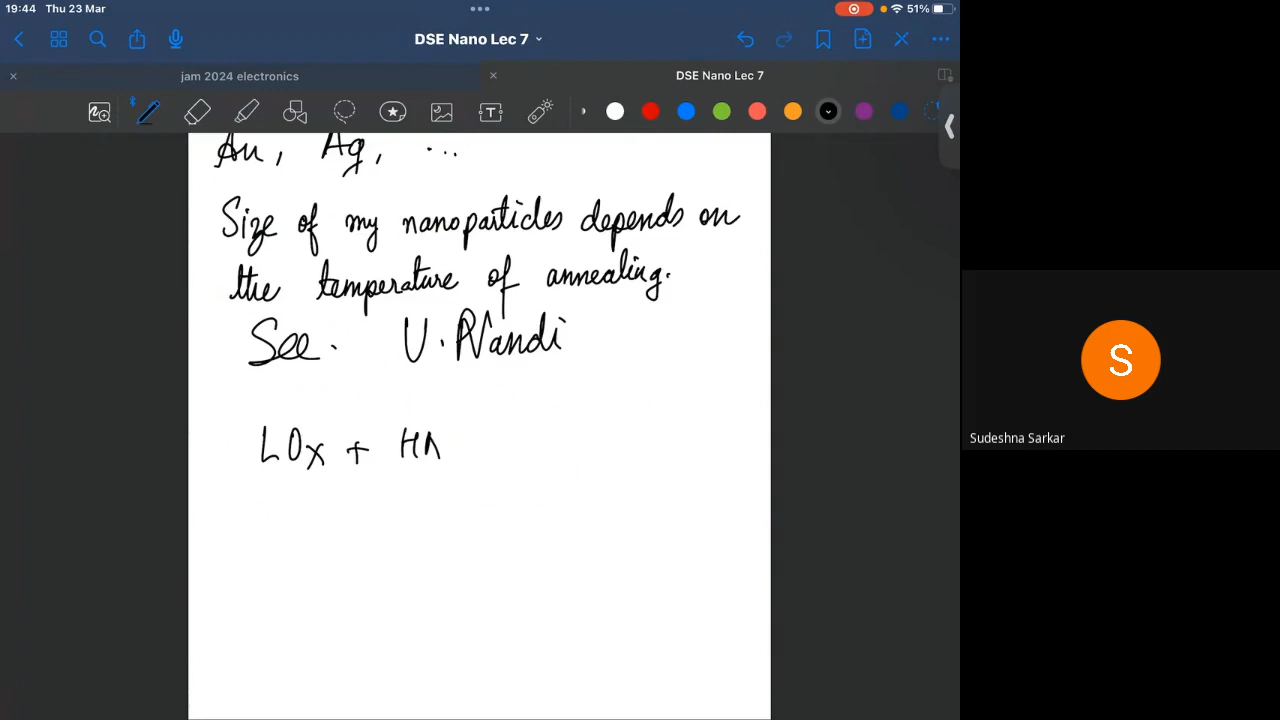 19:44 Thu 23 Mar
51%
DSE Nano Lec 7
jam 2024 electronics
DSE Nano Lec 7
Au, Ag, ...
Size of my nanoparticles depends on
the temperature of annealing.
See. U. Nandi
LOx +
S
Sudeshna Sarkar